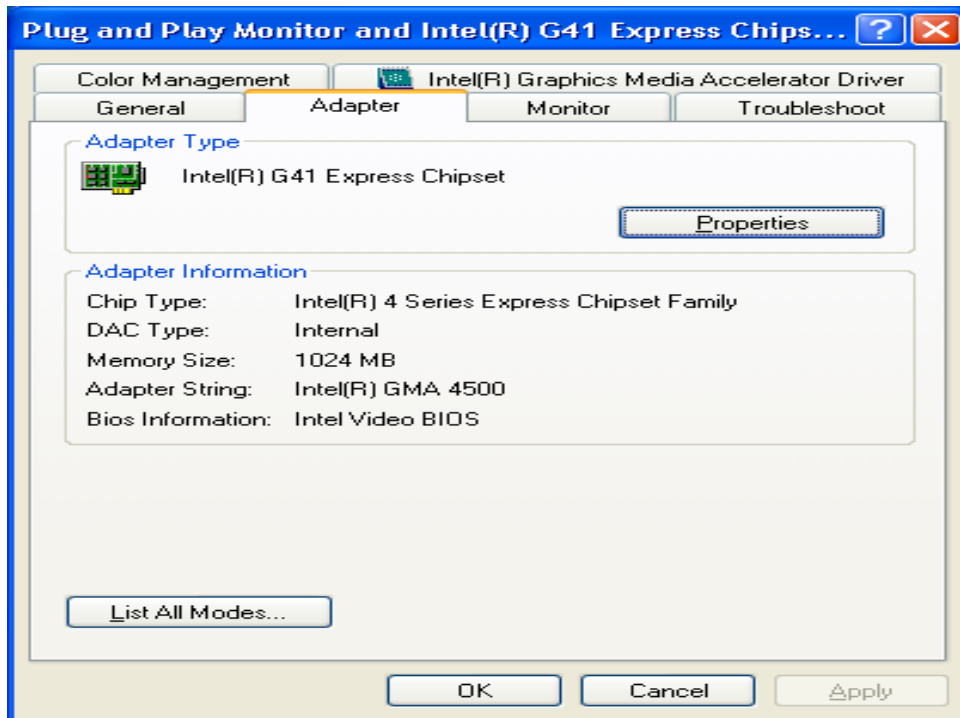 Plug and Play Monitor and Intel(R) G41 Express Chips... ?
Color Management Intel(R) Graphics Media Accelerator Driver
General Adapter Monitor Troubleshoot
Adapter Type
Intel(R) G41 Express Chipset
Properties
Adapter Information
Chip Type: Intel(R) 4 Series Express Chipset Family
DAC Type: Internal
Memory Size: 1024 MB
Adapter String: Intel(R) GMA 4500
Bios Information: Intel Video BIOS
List All Modes...
OK Cancel Apply